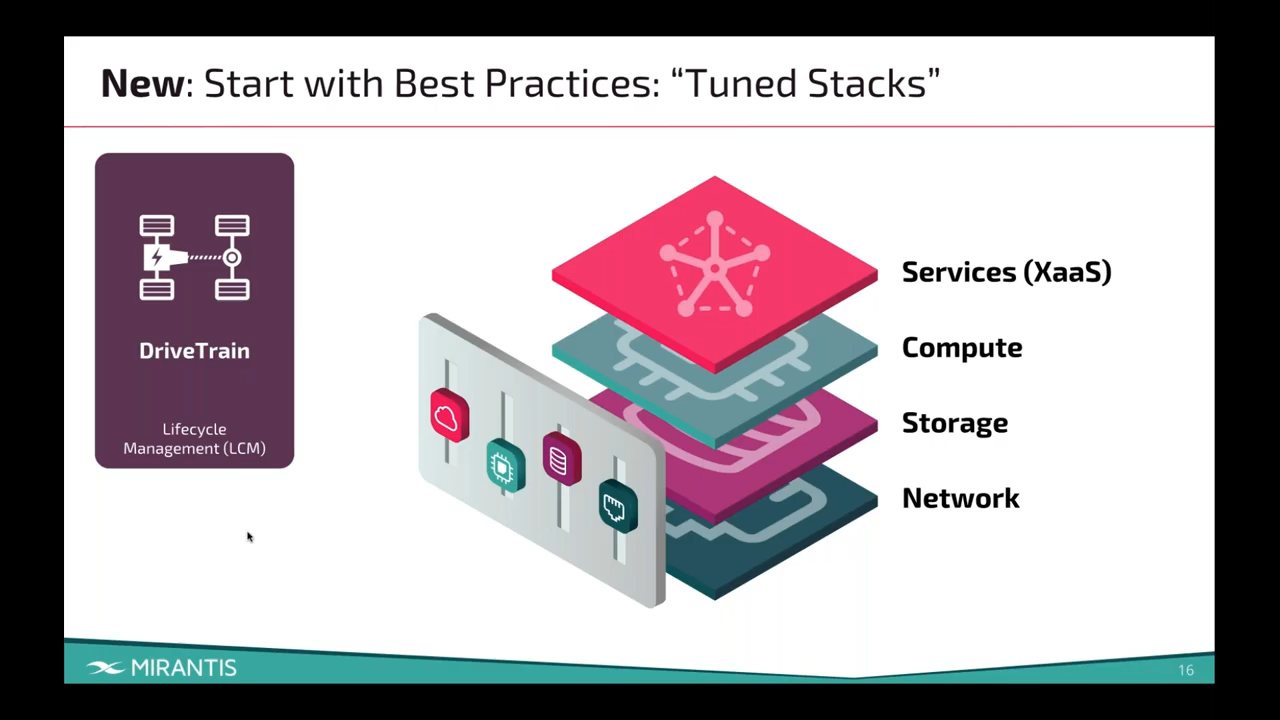 New: Start with Best Practices: “Tuned Stacks”
DriveTrain
Lifecycle
Management (LCM)
Services (XaaS)
Compute
Storage
Network
MIRANTIS
16